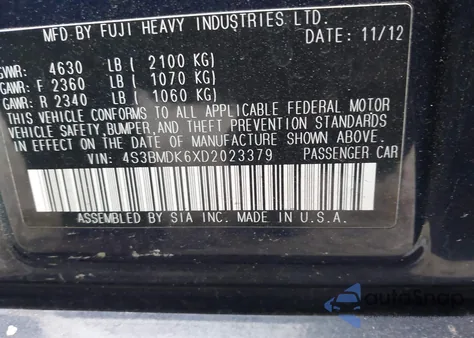 MFD BY FUJI HEAVY INDUSTRIES LTD.
DATE: 11/12
GVWR: 4630 LB ( 2100 KG)
GAWR: F 2360 LB ( 1070 KG)
GAWR: R 2340 LB ( 1060 KG)
THIS VEHICLE CONFORMS TO ALL APPLICABLE FEDERAL MOTOR
VEHICLE SAFETY,BUMPER,AND THEFT PREVENTION STANDARDS
IN EFFECT ON THE DATE OF MANUFACTURE SHOWN ABOVE.
VIN: 4S3BMDK6XD2023379 PASSENGER CAR
ASSEMBLED BY SIA INC. MADE IN U.S.A.
autoSnap